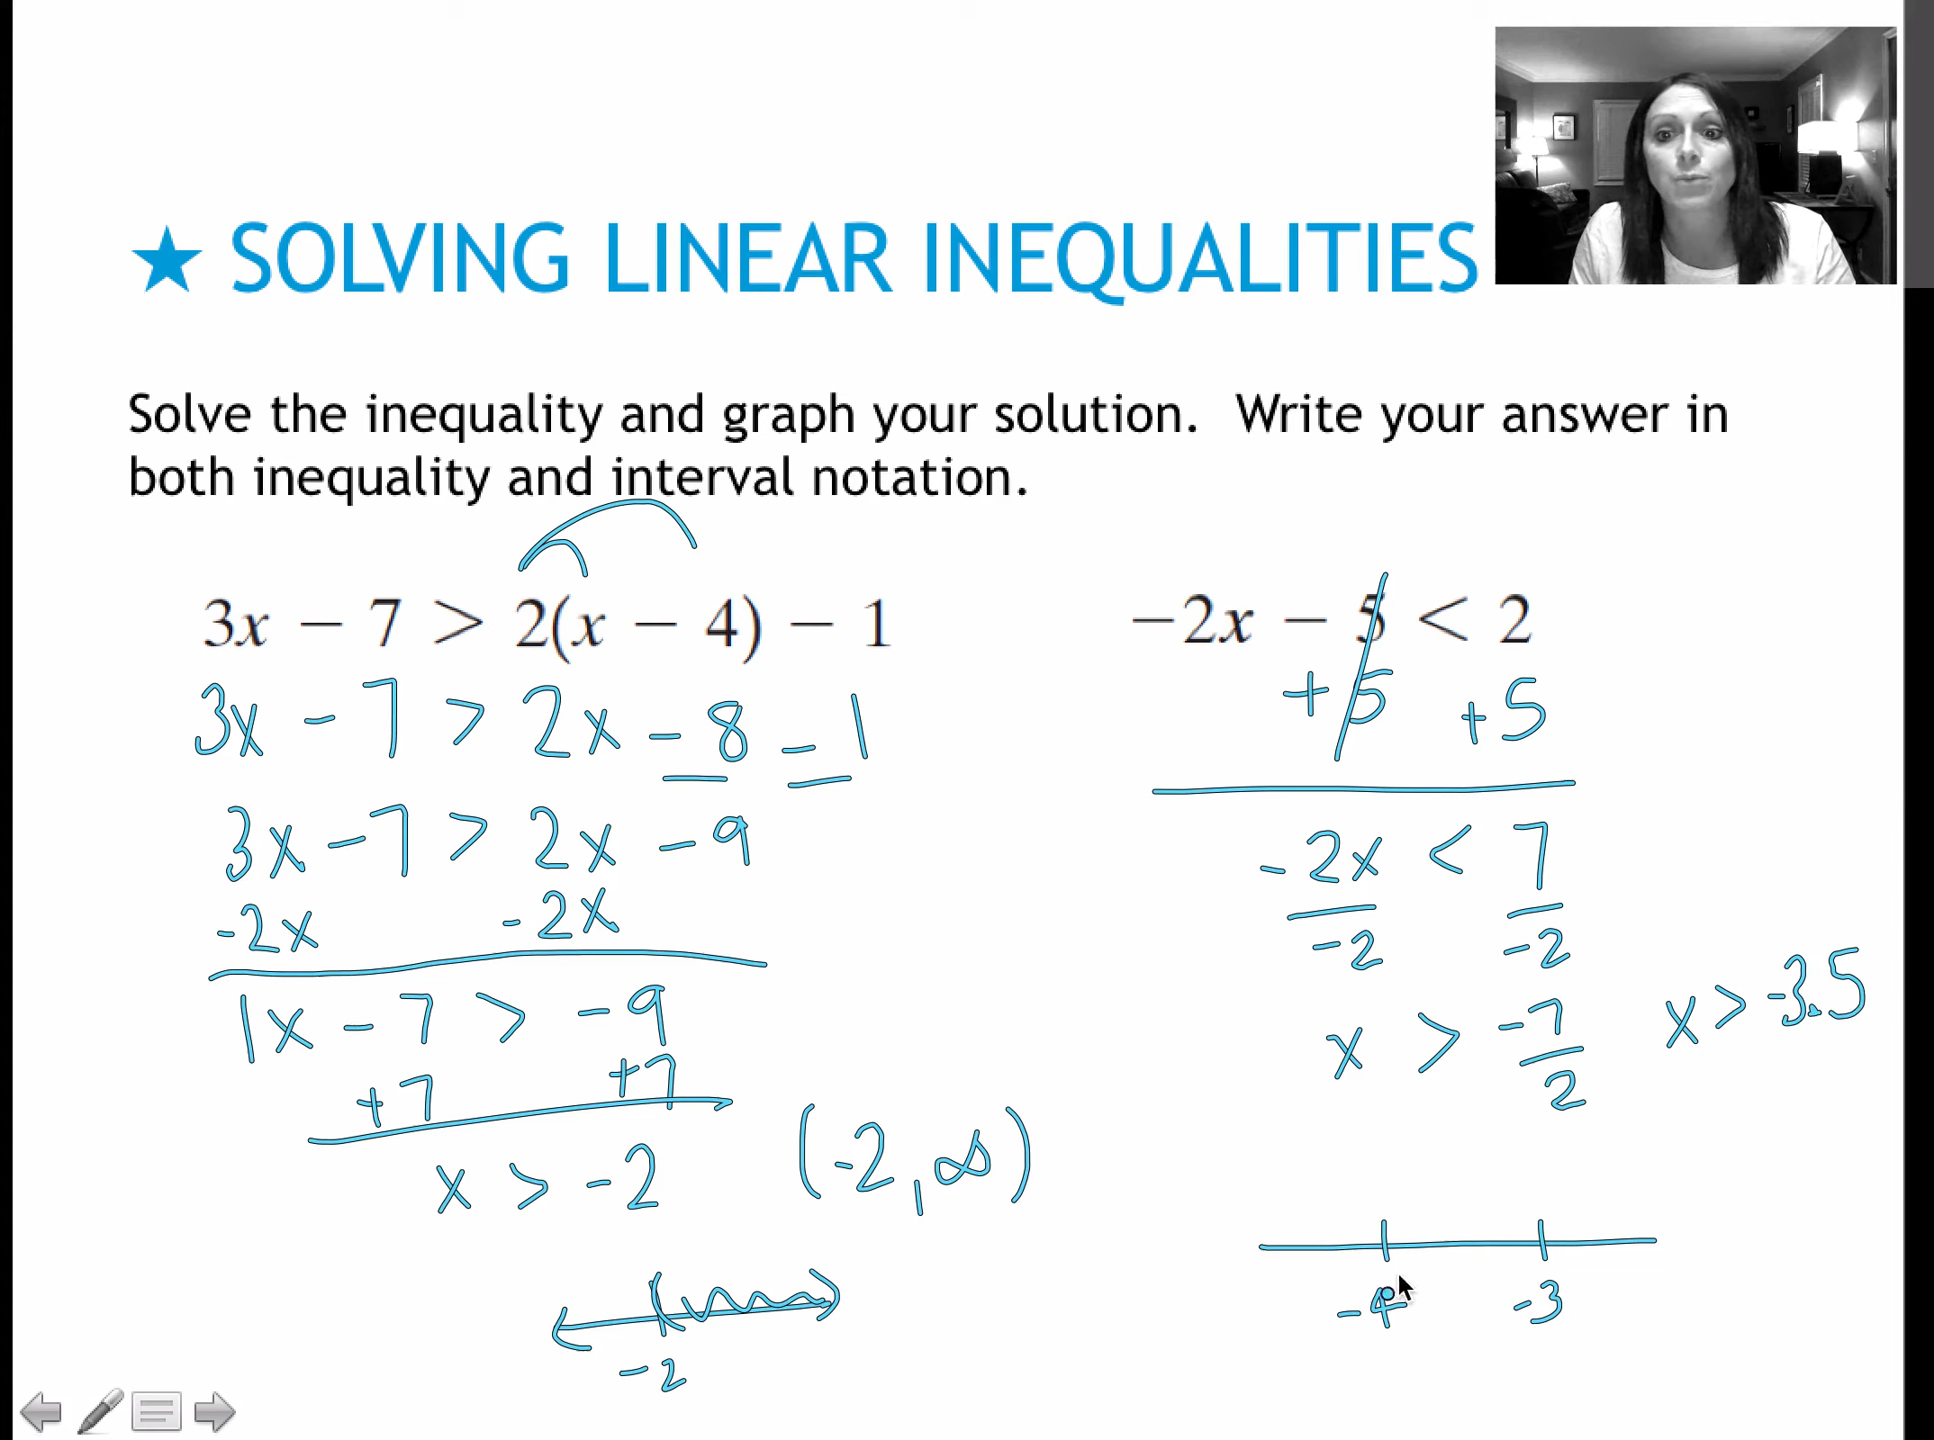 ★ SOLVING LINEAR INEQUALITIES
Solve the inequality and graph your solution. Write your answer in
both inequality and interval notation.
3x − 7 > 2(x − 4) − 1
3x - 7 > 2x - 8 - 1
3x - 7 > 2x - 9
-2x -2x
1x - 7 > -9
+7 +7
x > -2 (-2, ∞)
-2
−2x − 5 < 2
+5 +5
-2x < 7
-2 -2
x > -7/2 x > -3.5
-4 -3